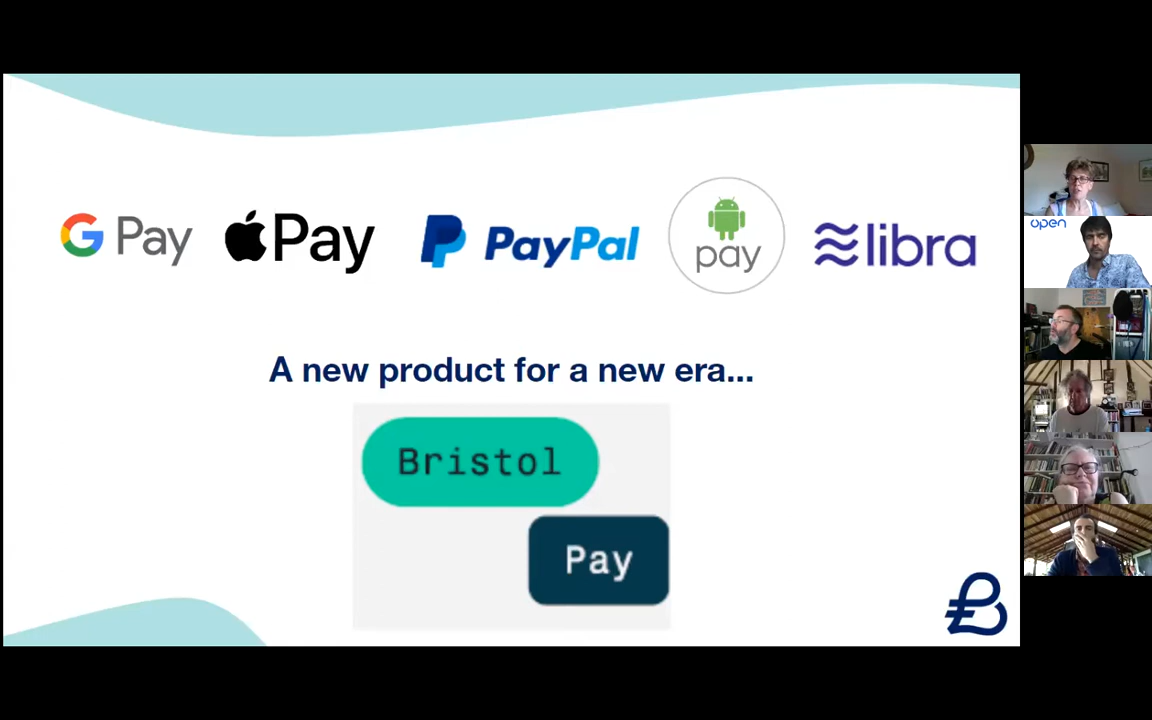 G Pay
Pay
PayPal
pay
libra
A new product for a new era...
Bristol
Pay
open